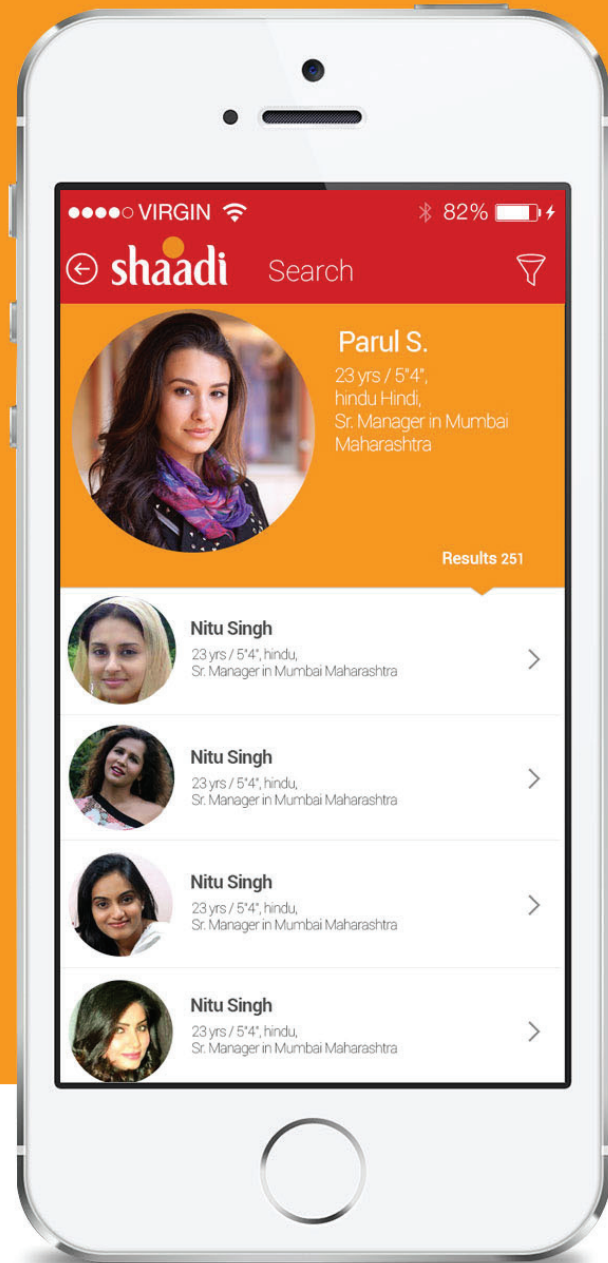 VIRGIN 82%
shaadi Search
Parul S.
23 yrs / 5"4",
hindu Hindi,
Sr. Manager in Mumbai
Maharashtra
Results 251
Nitu Singh
23 yrs / 5"4", hindu,
Sr. Manager in Mumbai Maharashtra
Nitu Singh
23 yrs / 5"4", hindu,
Sr. Manager in Mumbai Maharashtra
Nitu Singh
23 yrs / 5"4", hindu,
Sr. Manager in Mumbai Maharashtra
Nitu Singh
23 yrs / 5"4", hindu,
Sr. Manager in Mumbai Maharashtra